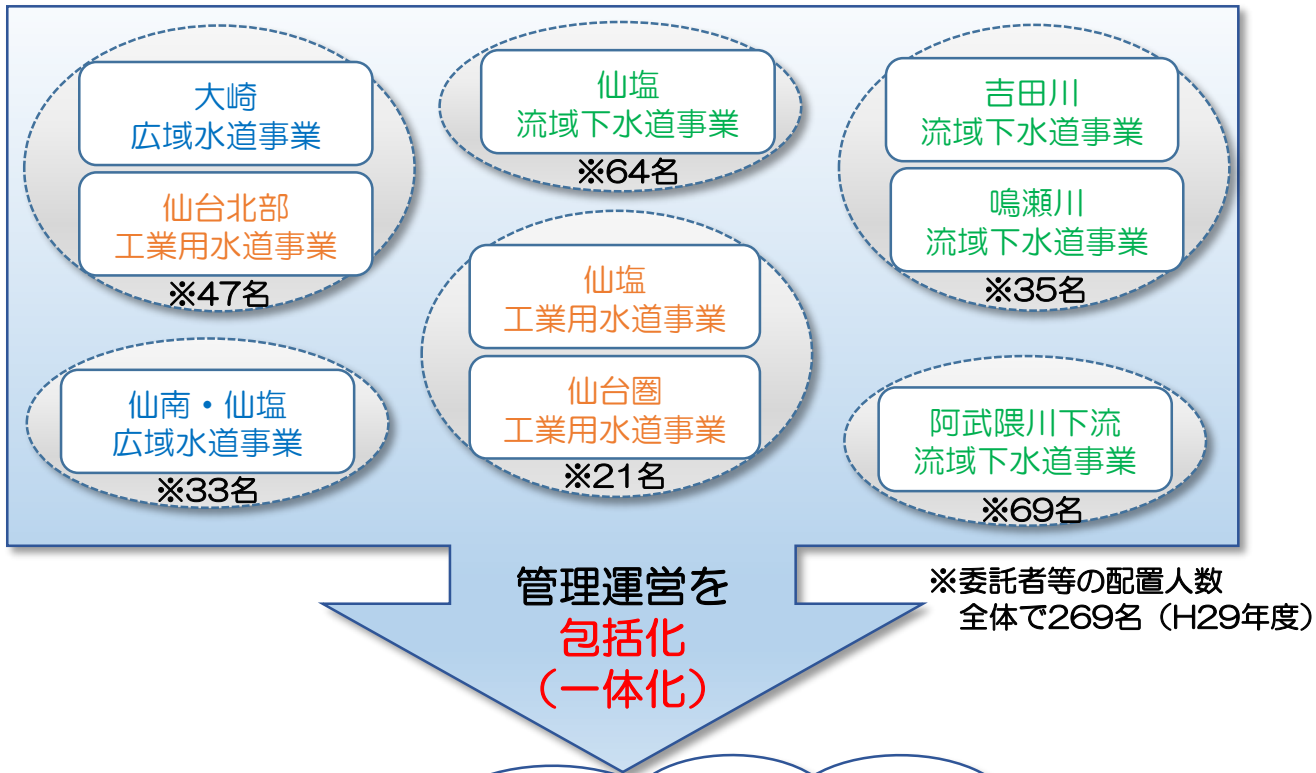 大崎
広域水道事業
仙台北部
工業用水道事業
※47名
仙南・仙塩
広域水道事業
※33名
仙塩
流域下水道事業
※64名
仙塩
工業用水道事業
仙台圏
工業用水道事業
※21名
吉田川
流域下水道事業
鳴瀬川
流域下水道事業
※35名
阿武隈川下流
流域下水道事業
※69名
管理運営を
包括化
（一体化）
※委託者等の配置人数
全体で269名（H29年度）